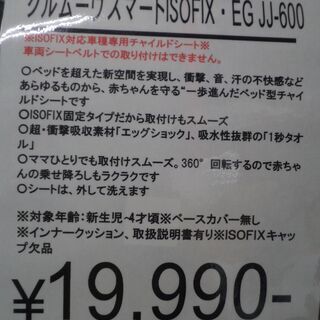 クルムーヴスマートISOFIX・EG JJ-600
※ISOFIX対応車種専用チャイルドシート※
車両シートベルトでの取り付けはできません。
○ベッドを超えた新空間を実現し、衝撃、音、汗の不快感など
あらゆるものから、赤ちゃんを守る“一歩進んだベッド型チャ
イルドシートです
○ISOFIX固定タイプだから取付けもスムーズ
○超・衝撃吸収素材「エッグショック」、吸水性抜群の「1秒タオ
ル」
○ママひとりでも取付けスムーズ。360°回転するので赤ちゃ
んの乗せ降ろしもラクラクです
○シートは、外して洗えます
※対象年齢:新生児~4才頃※ベースカバー無し
※インナークッション、取扱説明書有り※ISOFIXキャッ
プ欠品
¥19,990-